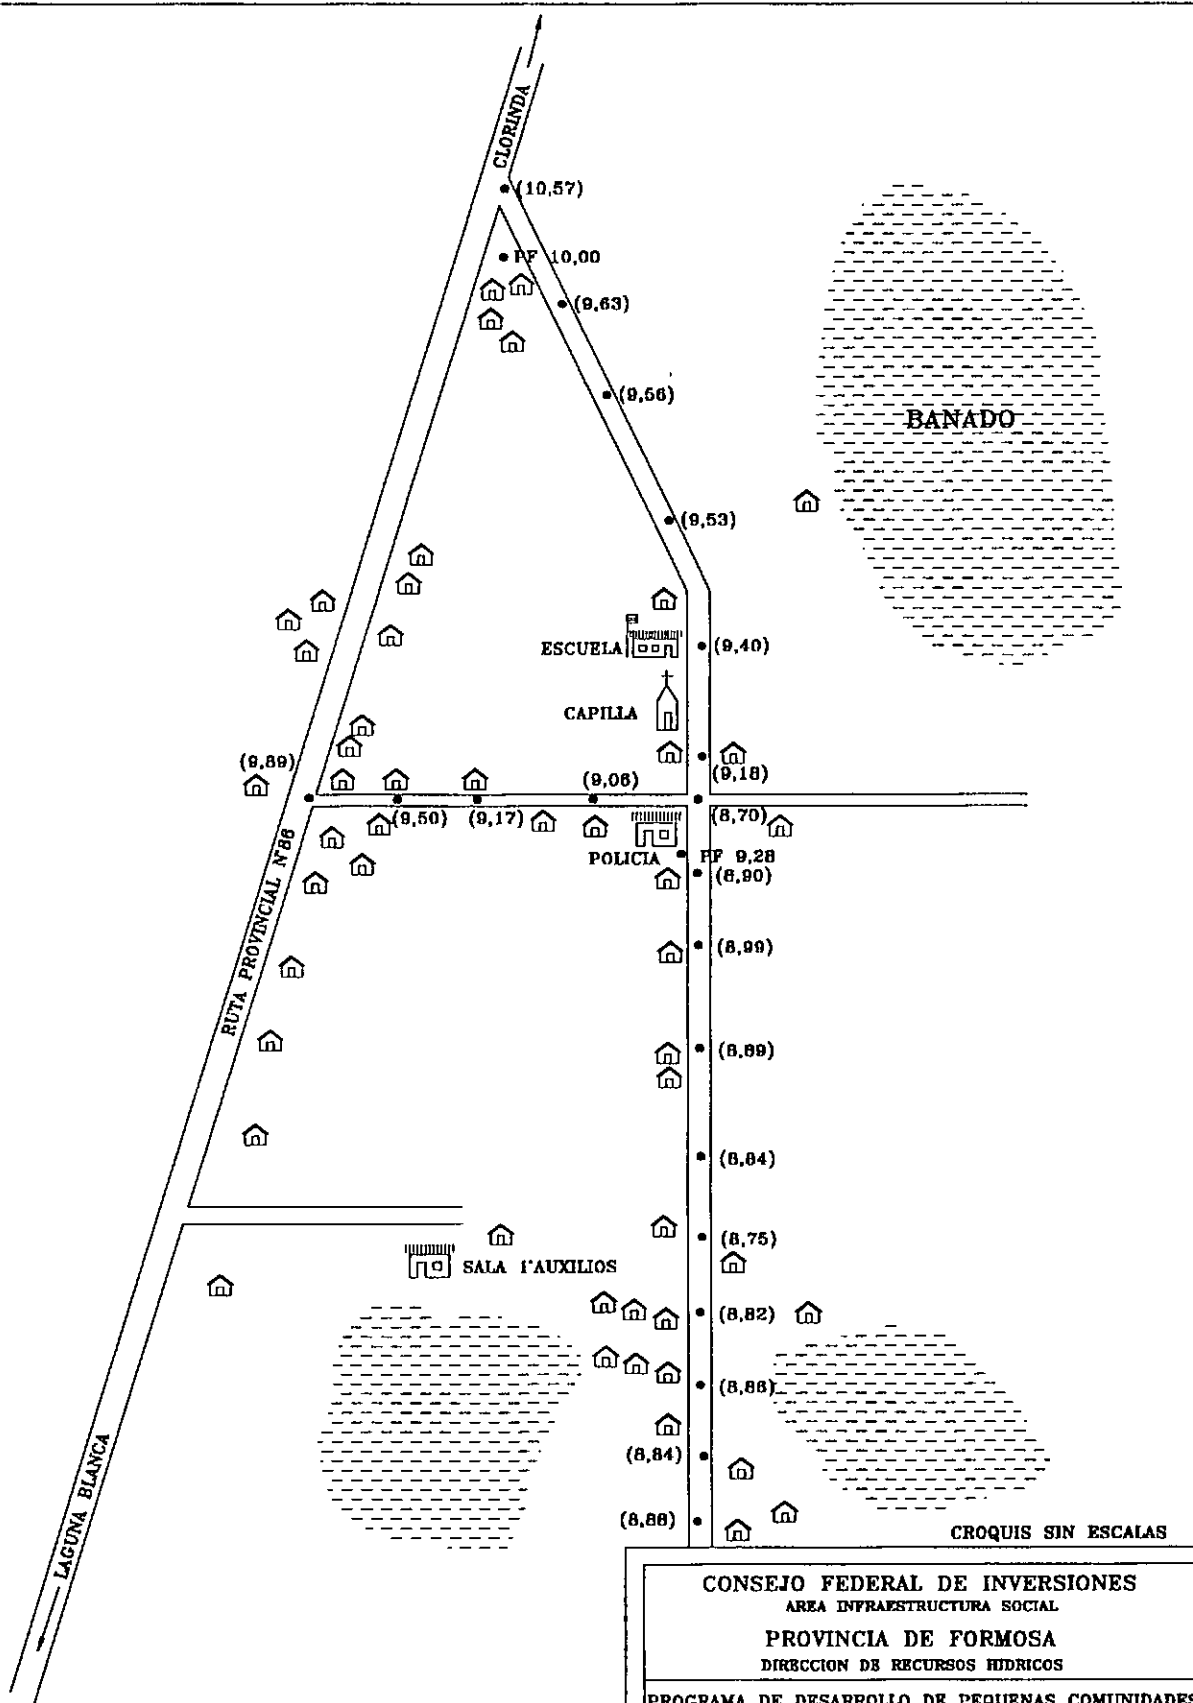 CLORINDA
(10,57)
PF 10,00
(9,63)
(9,56)
BANADO
(9,53)
ESCUELA
(9,40)
CAPILLA
(9,89)
(9,06)
(9,18)
(9,50)
(9,17)
(8,70)
POLICIA
PF 9,28
(8,90)
RUTA PROVINCIAL N°86
(8,99)
(8,89)
(8,84)
(8,75)
SALA 1°AUXILIOS
(8,82)
(8,86)
(8,84)
LAGUNA BLANCA
(8,88)
CROQUIS SIN ESCALAS
CONSEJO FEDERAL DE INVERSIONES
AREA INFRAESTRUCTURA SOCIAL
PROVINCIA DE FORMOSA
DIRECCION DE RECURSOS HIDRICOS
PROGRAMA DE DESARROLLO DE PEQUENAS COMUNIDADES